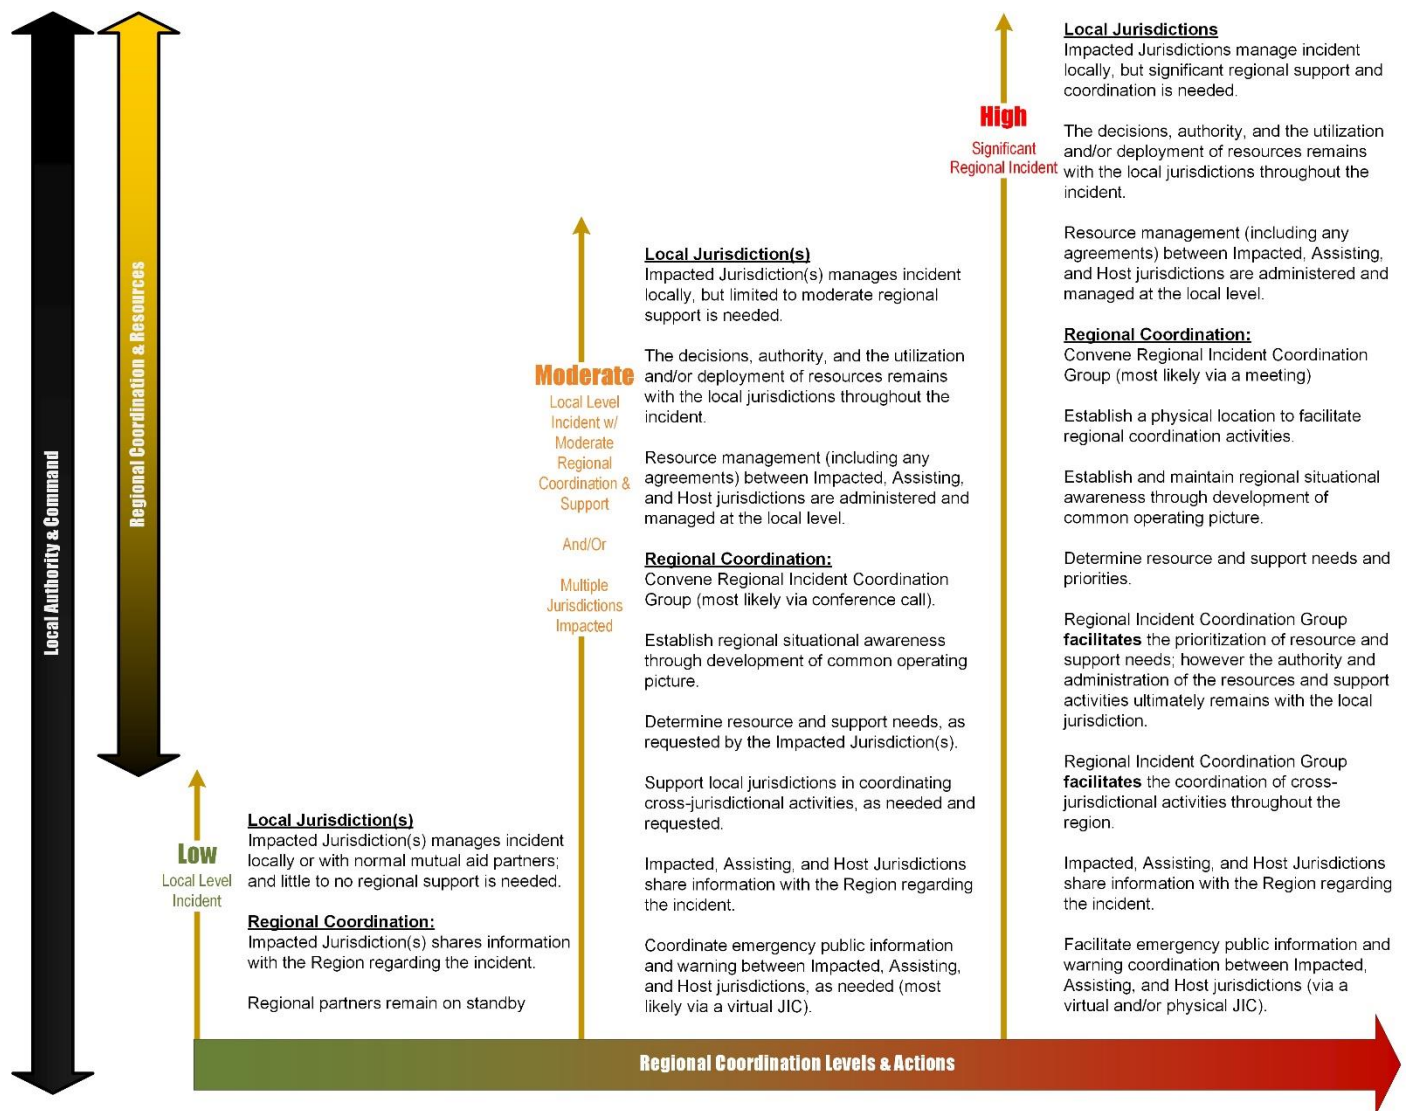 Local Authority & Command
Regional Coordination & Resources
Low
Local Level
Incident
Local Jurisdiction(s)
Impacted Jurisdiction(s) manages incident
locally or with normal mutual aid partners;
and little to no regional support is needed.
Regional Coordination:
Impacted Jurisdiction(s) shares information
with the Region regarding the incident.
Regional partners remain on standby
Moderate
Local Level
Incident w/
Moderate
Regional
Coordination &
Support
And/Or
Multiple
Jurisdictions
Impacted
Local Jurisdiction(s)
Impacted Jurisdiction(s) manages incident
locally, but limited to moderate regional
support is needed.
The decisions, authority, and the utilization
and/or deployment of resources remains
with the local jurisdictions throughout the
incident.
Resource management (including any
agreements) between Impacted, Assisting,
and Host jurisdictions are administered and
managed at the local level.
Regional Coordination:
Convene Regional Incident Coordination
Group (most likely via conference call).
Establish regional situational awareness
through development of common operating
picture.
Determine resource and support needs, as
requested by the Impacted Jurisdiction(s).
Support local jurisdictions in coordinating
cross-jurisdictional activities, as needed and
requested.
Impacted, Assisting, and Host Jurisdictions
share information with the Region regarding
the incident.
Coordinate emergency public information
and warning between Impacted, Assisting,
and Host jurisdictions, as needed (most
likely via a virtual JIC).
High
Significant
Regional Incident
Local Jurisdictions
Impacted Jurisdictions manage incident
locally, but significant regional support and
coordination is needed.
The decisions, authority, and the utilization
and/or deployment of resources remains
with the local jurisdictions throughout the
incident.
Resource management (including any
agreements) between Impacted, Assisting,
and Host jurisdictions are administered and
managed at the local level.
Regional Coordination:
Convene Regional Incident Coordination
Group (most likely via a meeting)
Establish a physical location to facilitate
regional coordination activities.
Establish and maintain regional situational
awareness through development of
common operating picture.
Determine resource and support needs and
priorities.
Regional Incident Coordination Group
facilitates the prioritization of resource and
support needs; however the authority and
administration of the resources and support
activities ultimately remains with the local
jurisdiction.
Regional Incident Coordination Group
facilitates the coordination of cross-
jurisdictional activities throughout the
region.
Impacted, Assisting, and Host Jurisdictions
share information with the Region regarding
the incident.
Facilitate emergency public information and
warning coordination between Impacted,
Assisting, and Host jurisdictions (via a
virtual and/or physical JIC).
Regional Coordination Levels & Actions